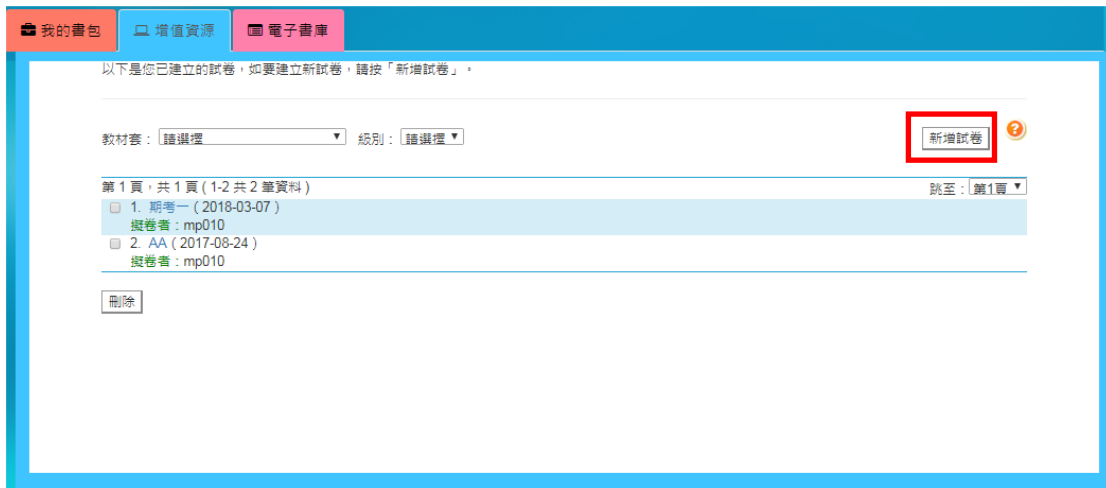 我的書包 增值資源 電子書庫
以下是您已建立的試卷，如要建立新試卷，請按「新增試卷」。
教材套： 請選擇 級別： 請選擇 新增試卷 ?
第 1 頁，共 1 頁 ( 1-2 共 2 筆資料 ) 跳至： 第1頁
1. 期考一 ( 2018-03-07 )
擬卷者：mp010
2. AA ( 2017-08-24 )
擬卷者：mp010
刪除